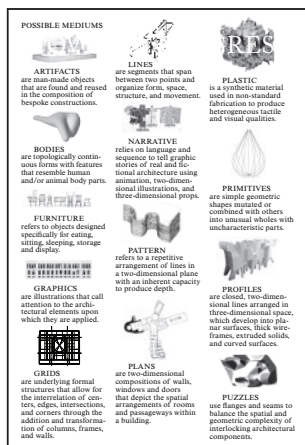 POSSIBLE MEDIUMS
ARTIFACTS
are man-made objects
that are found and reused
in the composition of
bespoke constructions.
BODIES
are topologically contin-
uous forms with features
that resemble human
and/or animal body parts.
FURNITURE
refers to objects designed
specifically for eating,
sitting, sleeping, storage
and display.
GRAPHICS
are illustrations that call
attention to the archi-
tectural elements upon
which they are applied.
GRIDS
are underlying formal
structures that allow for
the interrelation of cen-
ters, edges, intersections,
and corners through the
addition and transforma-
tion of columns, frames,
and walls.
LINES
are segments that span
between two points and
organize form, space,
structure, and movement.
NARRATIVE
relies on language and
sequence to tell graphic
stories of real and fic-
tional architecture using
animation, two-dimen-
sional illustrations, and
three-dimensional props.
PATTERN
refers to a repetitive
arrangement of lines in
a two-dimensional plane
with an inherent capacity
to produce depth.
PLANS
are two-dimensional
compositions of walls,
windows and doors
that depict the spatial
arrangements of rooms
and passageways within
a building.
RES
PLASTIC
is a synthetic material
used in non-standard
fabrication to produce
heterogeneous tactile
and visual qualities.
PRIMITIVES
are simple geometric
shapes mutated or
combined with others
into unusual wholes with
uncharacteristic parts.
PROFILES
are closed, two-dimen-
sional lines arranged in
three-dimensional space,
which develop into pla-
nar surfaces, thick wire-
frames, extruded solids,
and curved surfaces.
PUZZLES
use flanges and seams to
balance the spatial and
geometric complexity of
interlocking architectural
components.